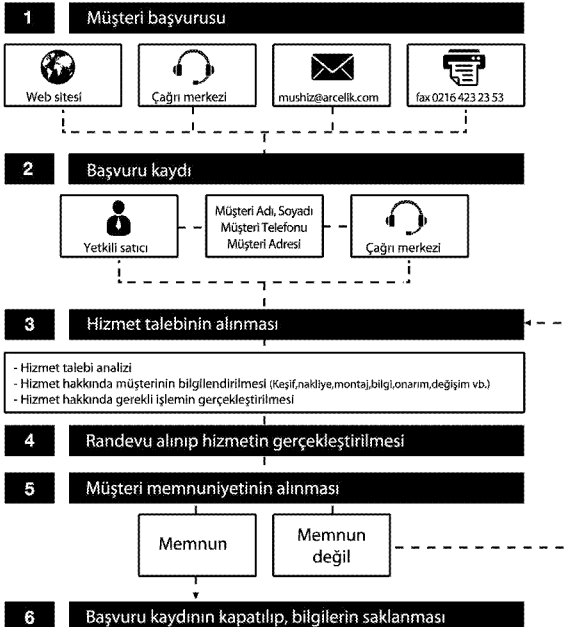 1 Müşteri başvurusu
Web sitesi
Çağrı merkezi
mushiz@arcelik.com
fax 0216 423 23 53
2 Başvuru kaydı
Yetkili satıcı
Müşteri Adı, Soyadı
Müşteri Telefonu
Müşteri Adresi
Çağrı merkezi
3 Hizmet talebinin alınması
- Hizmet talebi analizi
- Hizmet hakkında müşterinin bilgilendirilmesi (Keşif,nakliye,montaj,bilgi,onarım,değişim vb.)
- Hizmet hakkında gerekli işlemin gerçekleştirilmesi
4 Randevu alınıp hizmetin gerçekleştirilmesi
5 Müşteri memnuniyetinin alınması
Memnun
Memnun
değil
6 Başvuru kaydının kapatılıp, bilgilerin saklanması